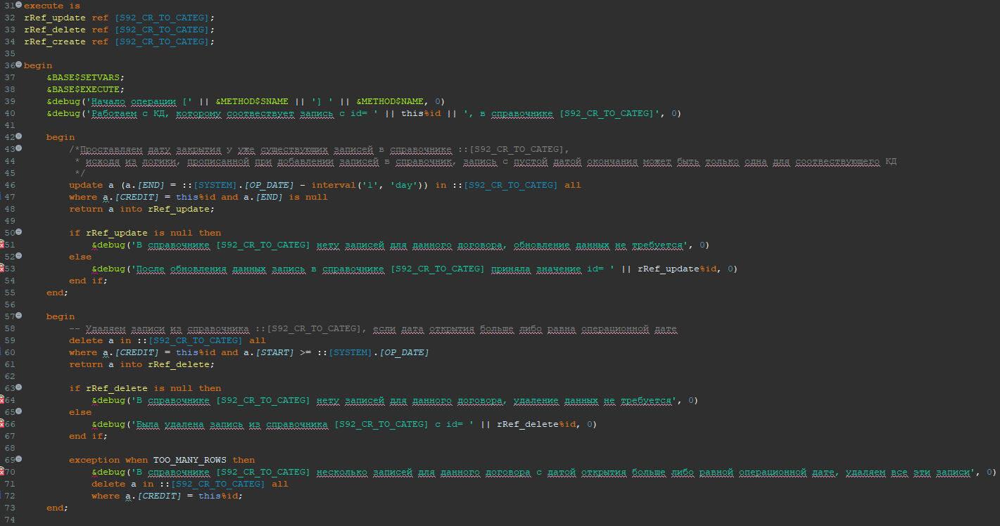 31 execute is
32 rRef_update ref [S92_CR_TO_CATEG];
33 rRef_delete ref [S92_CR_TO_CATEG];
34 rRef_create ref [S92_CR_TO_CATEG];
35
36 begin
37 &BASE$SETVARS;
38 &BASE$EXECUTE;
39 &debug('Начало операции [' || &METHOD$SNAME || '] ' || &METHOD$NAME, 0)
40 &debug('Работаем с КД, которому соотвествует запись с id= ' || this%id || ', в справочнике [S92_CR_TO_CATEG]', 0)
41
42 begin
43 /*Проставляем дату закрытия у уже существующих записей в справочнике ::[S92_CR_TO_CATEG],
44 * исходя из логики, прописанной при добавлении записей в справочник, запись с пустой датой окончания может быть только одна для соотвествующего КД
45 */
46 update a (a.[END] = ::[SYSTEM].[OP_DATE] - interval('1', 'day')) in ::[S92_CR_TO_CATEG] all
47 where a.[CREDIT] = this%id and a.[END] is null
48 return a into rRef_update;
49
50 if rRef_update is null then
51 &debug('В справочнике [S92_CR_TO_CATEG] нету записей для данного договора, обновление данных не требуется', 0)
52 else
53 &debug('После обновления данных запись в справочнике [S92_CR_TO_CATEG] приняла значение id= ' || rRef_update%id, 0)
54 end if;
55 end;
56
57 begin
58 -- Удаляем записи из справочника ::[S92_CR_TO_CATEG], если дата открытия больше либо равна операционной дате
59 delete a in ::[S92_CR_TO_CATEG] all
60 where a.[CREDIT] = this%id and a.[START] >= ::[SYSTEM].[OP_DATE]
61 return a into rRef_delete;
62
63 if rRef_delete is null then
64 &debug('В справочнике [S92_CR_TO_CATEG] нету записей для данного договора, удаление данных не требуется', 0)
65 else
66 &debug('Была удалена запись из справочника [S92_CR_TO_CATEG] с id= ' || rRef_delete%id, 0)
67 end if;
68
69 exception when TOO_MANY_ROWS then
70 &debug('В справочнике [S92_CR_TO_CATEG] несколько записей для данного договора с датой открытия больше либо равной операционной дате, удаляем все эти записи', 0)
71 delete a in ::[S92_CR_TO_CATEG] all
72 where a.[CREDIT] = this%id;
73 end;
74